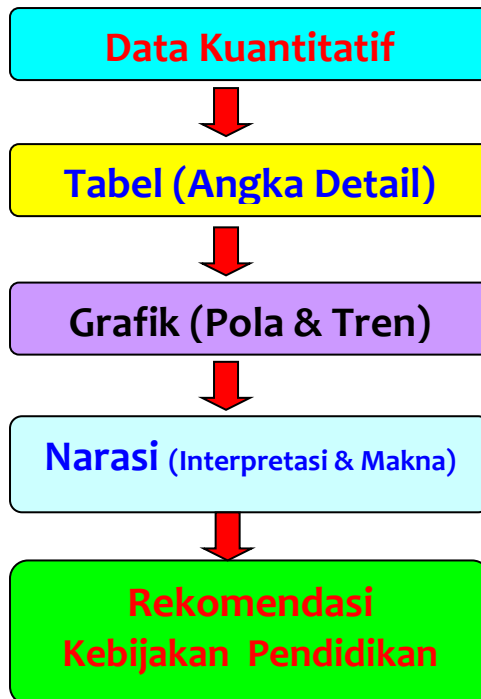 Data Kuantitatif
Tabel (Angka Detail)
Grafik (Pola & Tren)
Narasi (Interpretasi & Makna)
Rekomendasi
Kebijakan Pendidikan